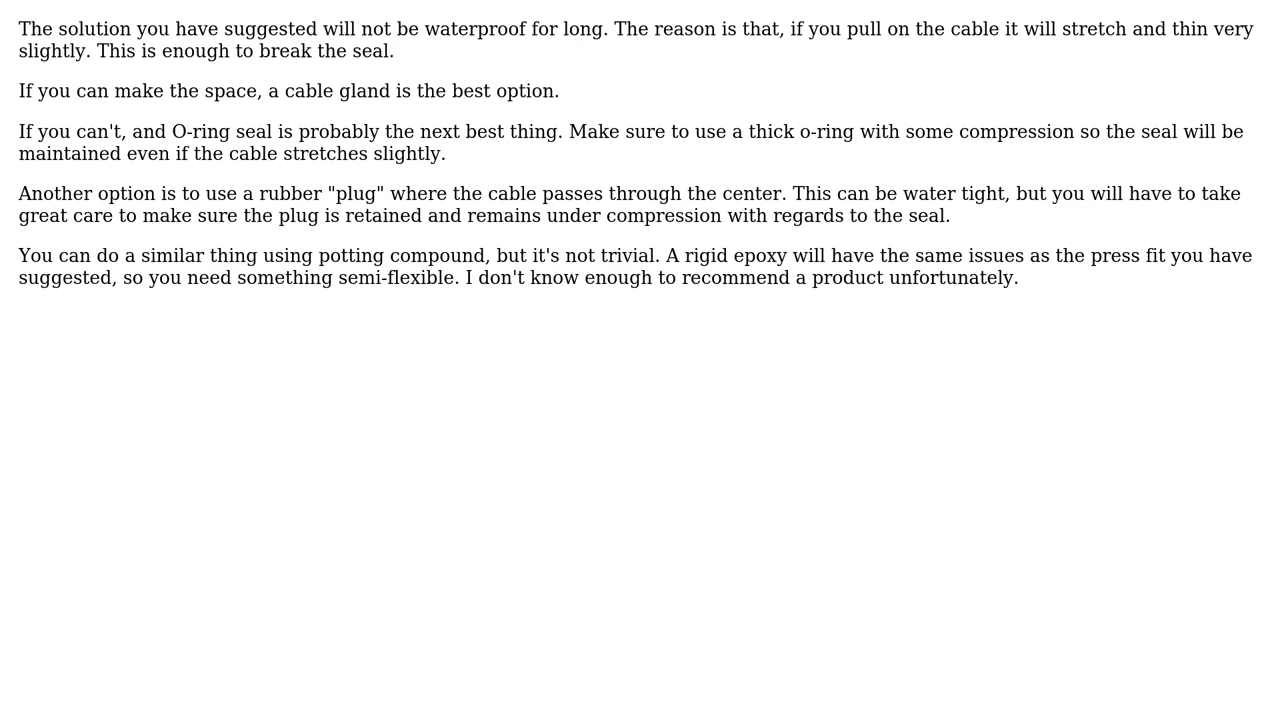 The solution you have suggested will not be waterproof for long. The reason is that, if you pull on the cable it will stretch and thin very
slightly. This is enough to break the seal.
If you can make the space, a cable gland is the best option.
If you can't, and O-ring seal is probably the next best thing. Make sure to use a thick o-ring with some compression so the seal will be
maintained even if the cable stretches slightly.
Another option is to use a rubber "plug" where the cable passes through the center. This can be water tight, but you will have to take
great care to make sure the plug is retained and remains under compression with regards to the seal.
You can do a similar thing using potting compound, but it's not trivial. A rigid epoxy will have the same issues as the press fit you have
suggested, so you need something semi-flexible. I don't know enough to recommend a product unfortunately.